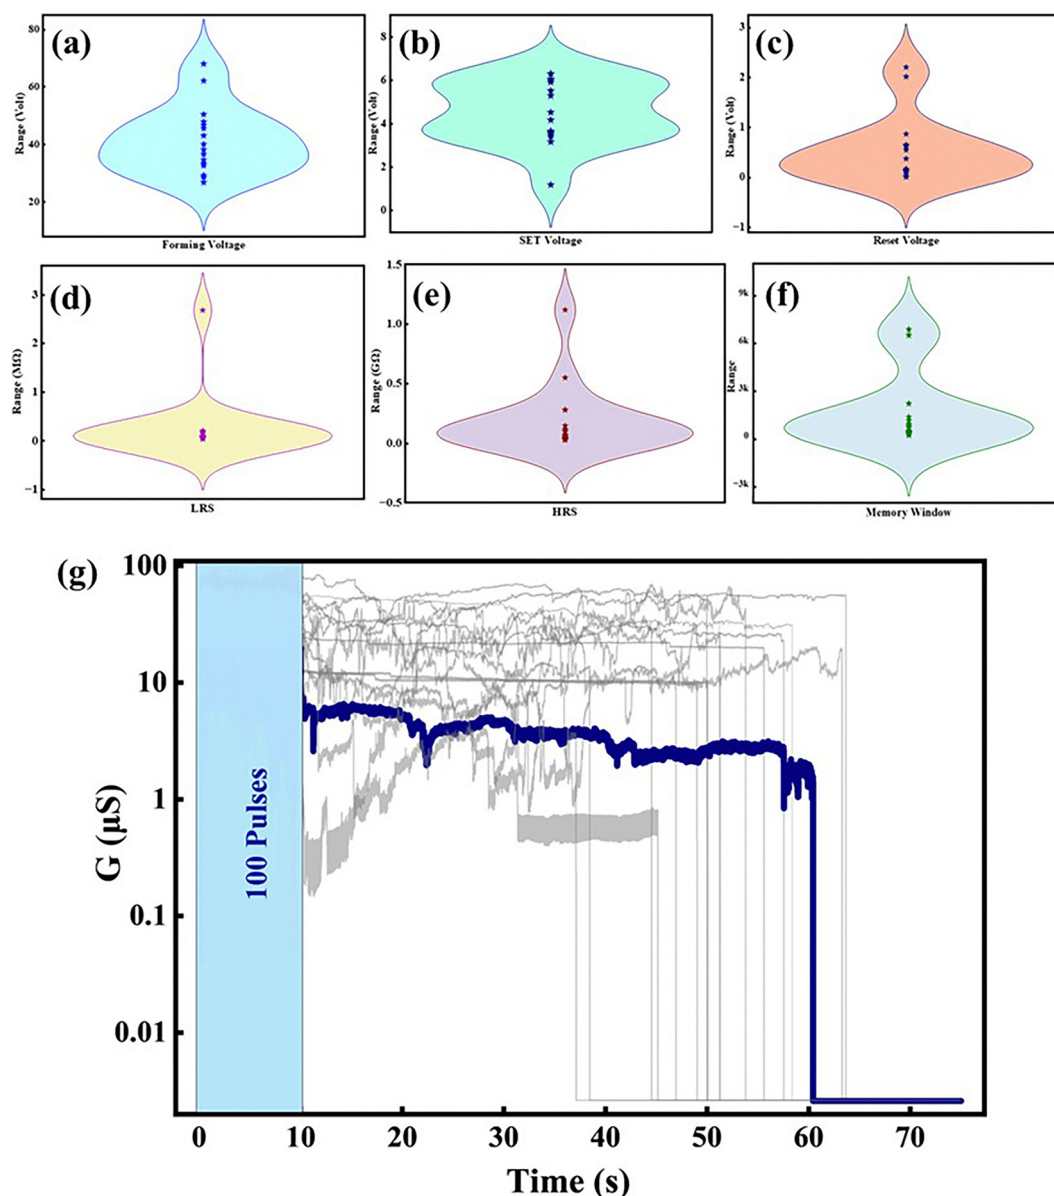 (a)
80
60
40
20
Range (Volt)
Forming Voltage
(b)
8
6
4
2
0
Range (Volt)
SET Voltage
(c)
3
2
1
0
−1
Range (Volt)
Reset Voltage
(d)
3
2
1
0
−1
Range (MΩ)
LRS
(e)
1.5
1.0
0.5
0.0
−0.5
Range (GΩ)
HRS
(f)
9k
6k
3k
0
−3k
Range
Memory Window
(g)
100
10
1
0.1
0.01
G (µS)
100 Pulses
0 10 20 30 40 50 60 70
Time (s)